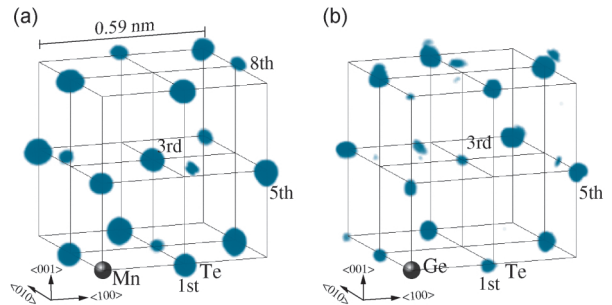 (a)
0.59 nm
8th
3rd
5th
Mn
Te
1st
<001>
<010>
<100>
(b)
3rd
5th
Ge
Te
1st
<001>
<010>
<100>